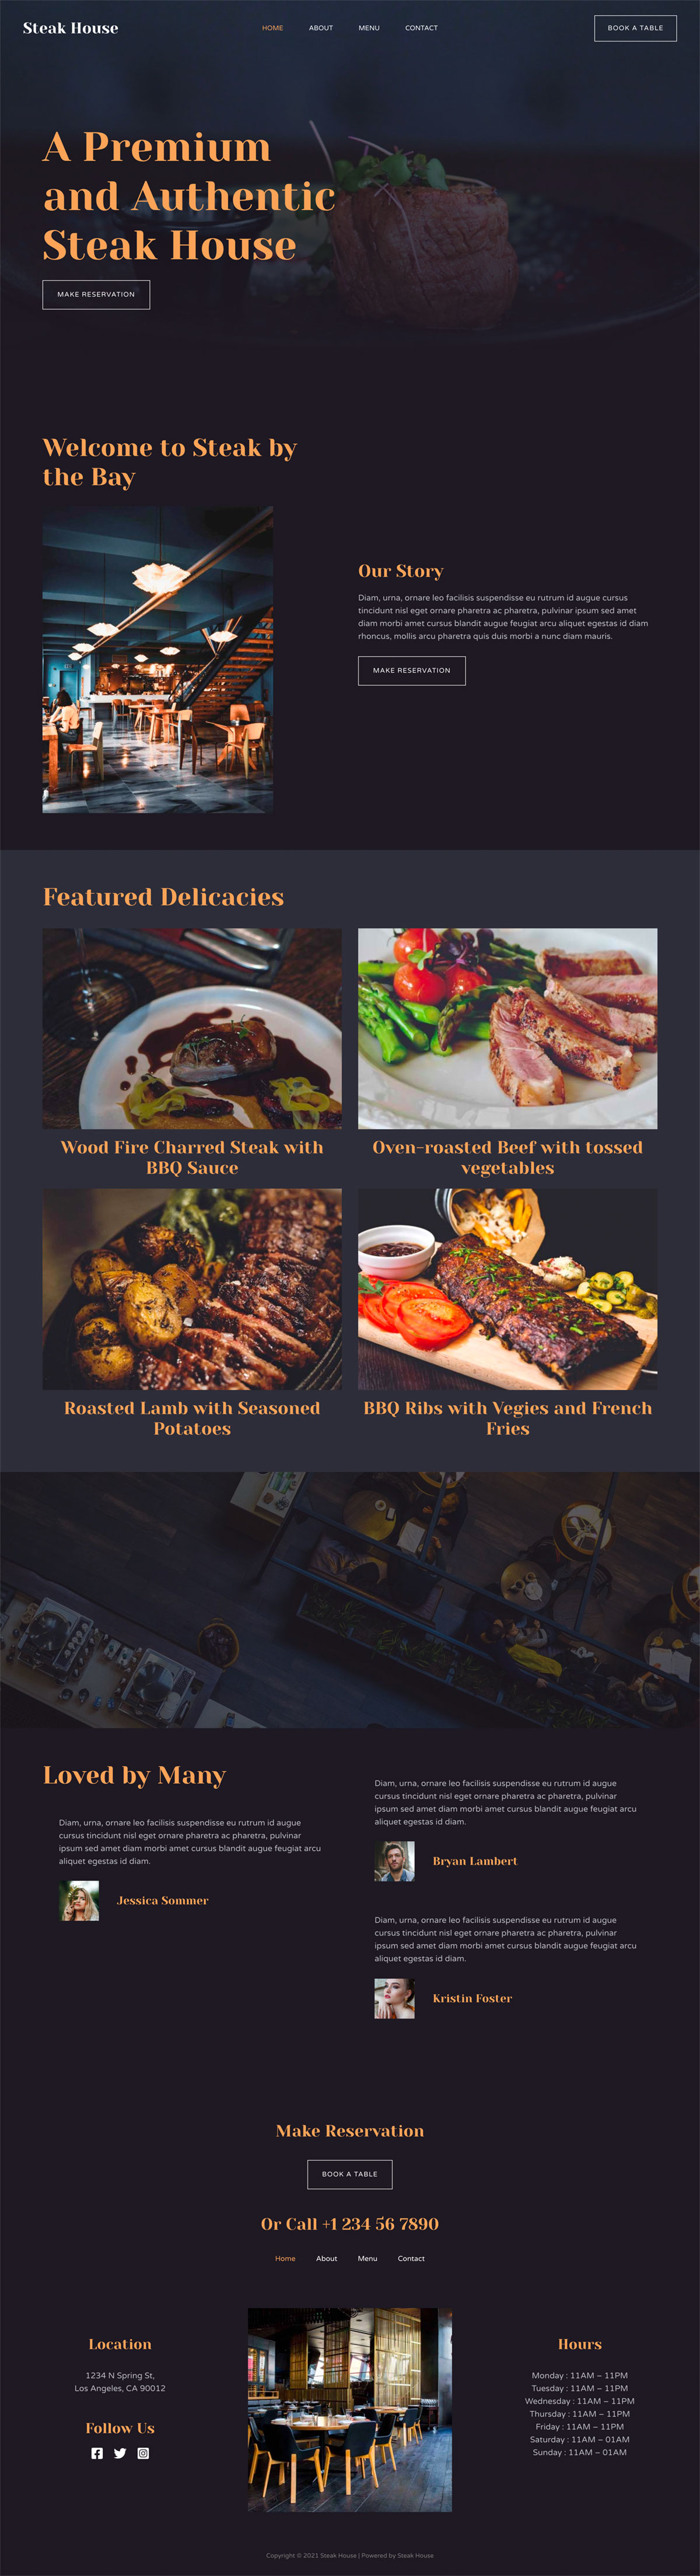 Steak House
HOME ABOUT MENU CONTACT
BOOK A TABLE
A Premium
and Authentic
Steak House
MAKE RESERVATION
Welcome to Steak by
the Bay
Our Story
Diam, urna, ornare leo facilisis suspendisse eu rutrum id augue cursus
tincidunt nisl eget ornare pharetra ac pharetra, pulvinar ipsum sed amet
diam morbi amet cursus blandit augue feugiat arcu aliquet egestas id diam
rhoncus, mollis arcu pharetra quis duis morbi a nunc diam mauris.
MAKE RESERVATION
Featured Delicacies
Wood Fire Charred Steak with
BBQ Sauce
Oven-roasted Beef with tossed
vegetables
Roasted Lamb with Seasoned
Potatoes
BBQ Ribs with Vegies and French
Fries
Loved by Many
Diam, urna, ornare leo facilisis suspendisse eu rutrum id augue
cursus tincidunt nisl eget ornare pharetra ac pharetra, pulvinar
ipsum sed amet diam morbi amet cursus blandit augue feugiat arcu
aliquet egestas id diam.
Jessica Sommer
Diam, urna, ornare leo facilisis suspendisse eu rutrum id augue
cursus tincidunt nisl eget ornare pharetra ac pharetra, pulvinar
ipsum sed amet diam morbi amet cursus blandit augue feugiat arcu
aliquet egestas id diam.
Bryan Lambert
Diam, urna, ornare leo facilisis suspendisse eu rutrum id augue
cursus tincidunt nisl eget ornare pharetra ac pharetra, pulvinar
ipsum sed amet diam morbi amet cursus blandit augue feugiat arcu
aliquet egestas id diam.
Kristin Foster
Make Reservation
BOOK A TABLE
Or Call +1 234 56 7890
Home About Menu Contact
Location
1234 N Spring St,
Los Angeles, CA 90012
Follow Us
Hours
Monday : 11AM – 11PM
Tuesday : 11AM – 11PM
Wednesday : 11AM – 11PM
Thursday : 11AM – 11PM
Friday : 11AM – 11PM
Saturday : 11AM – 01AM
Sunday : 11AM – 01AM
Copyright © 2021 Steak House | Powered by Steak House